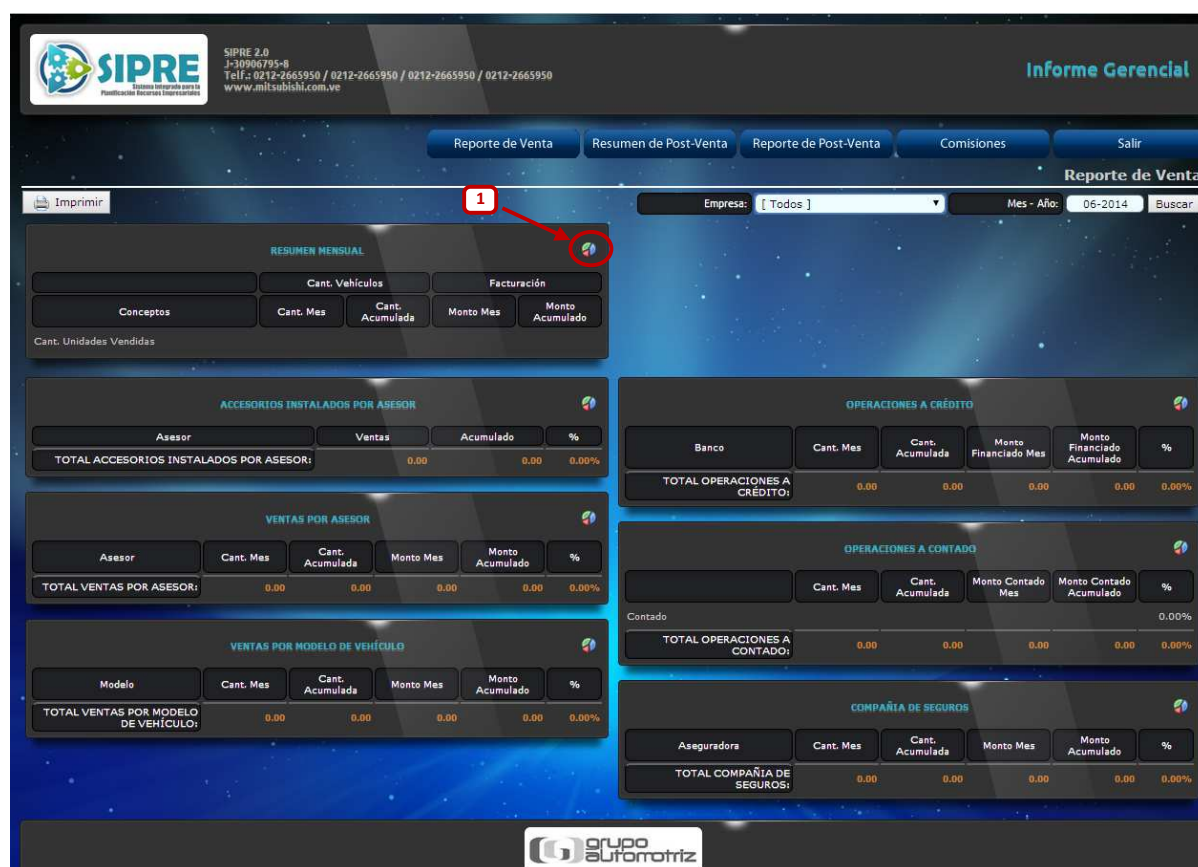 SIPRE
Sistema Integrado para la
Planificación Recursos Empresariales
SIPRE 2.0
J-30906795-8
Telf.: 0212-2665950 / 0212-2665950 / 0212-2665950 / 0212-2665950
www.mitsubishi.com.ve
Informe Gerencial
Reporte de Venta Resumen de Post-Venta Reporte de Post-Venta Comisiones Salir
Reporte de Venta
Imprimir
1
Empresa: [ Todos ] Mes - Año: 06-2014 Buscar
RESUMEN MENSUAL
Cant. Vehículos Facturación
Conceptos Cant. Mes Cant. Acumulada Monto Mes Monto Acumulado
Cant. Unidades Vendidas
ACCESORIOS INSTALADOS POR ASESOR
Asesor Ventas Acumulado %
TOTAL ACCESORIOS INSTALADOS POR ASESOR: 0.00 0.00 0.00%
VENTAS POR ASESOR
Asesor Cant. Mes Cant. Acumulada Monto Mes Monto Acumulado %
TOTAL VENTAS POR ASESOR: 0.00 0.00 0.00 0.00 0.00%
VENTAS POR MODELO DE VEHÍCULO
Modelo Cant. Mes Cant. Acumulada Monto Mes Monto Acumulado %
TOTAL VENTAS POR MODELO DE VEHÍCULO: 0.00 0.00 0.00 0.00 0.00%
OPERACIONES A CRÉDITO
Banco Cant. Mes Cant. Acumulada Monto Financiado Mes Monto Financiado Acumulado %
TOTAL OPERACIONES A CRÉDITO: 0.00 0.00 0.00 0.00 0.00%
OPERACIONES A CONTADO
Cant. Mes Cant. Acumulada Monto Contado Mes Monto Contado Acumulado %
Contado 0.00%
TOTAL OPERACIONES A CONTADO: 0.00 0.00 0.00 0.00 0.00%
COMPAÑIA DE SEGUROS
Aseguradora Cant. Mes Cant. Acumulada Monto Mes Monto Acumulado %
TOTAL COMPAÑIA DE SEGUROS: 0.00 0.00 0.00 0.00 0.00%
grupo
automotriz